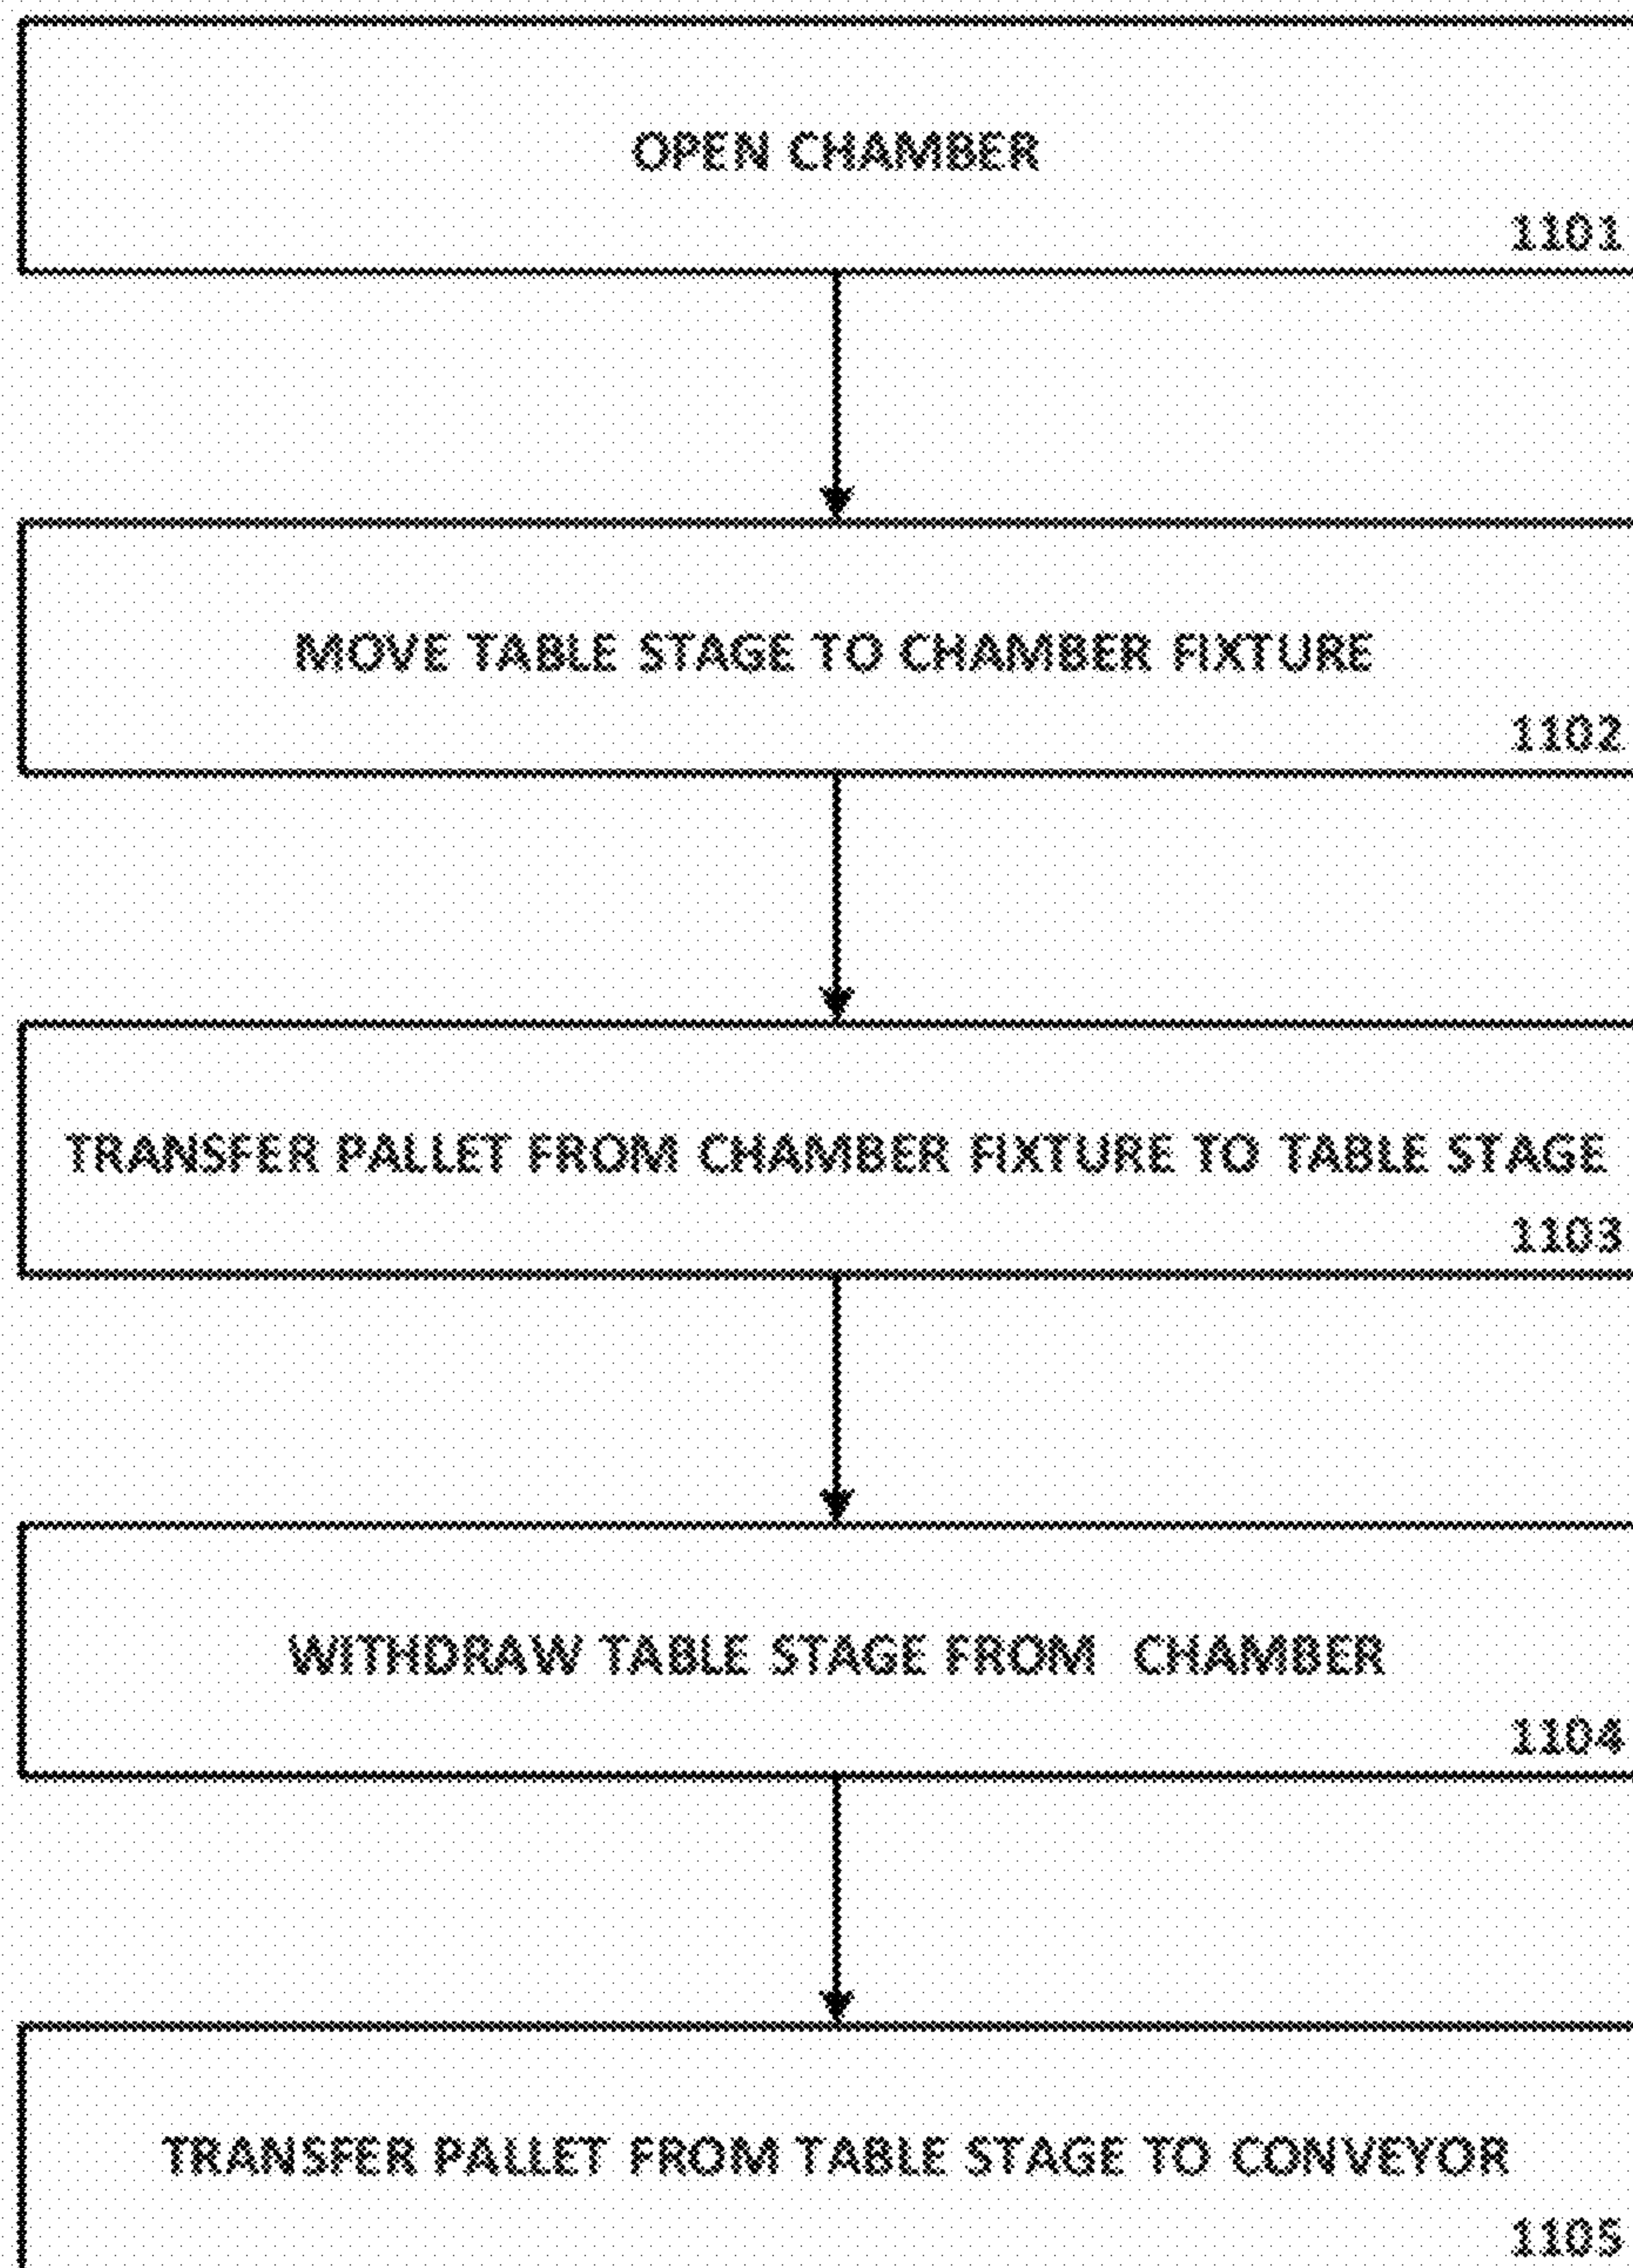 OPEN CHAMBER
1101
MOVE TABLE STAGE TO CHAMBER FIXTURE
1102
TRANSFER PALLET FROM CHAMBER FIXTURE TO TABLE STAGE
1103
WITHDRAW TABLE STAGE FROM CHAMBER
1104
TRANSFER PALLET FROM TABLE STAGE TO CONVEYOR
1105